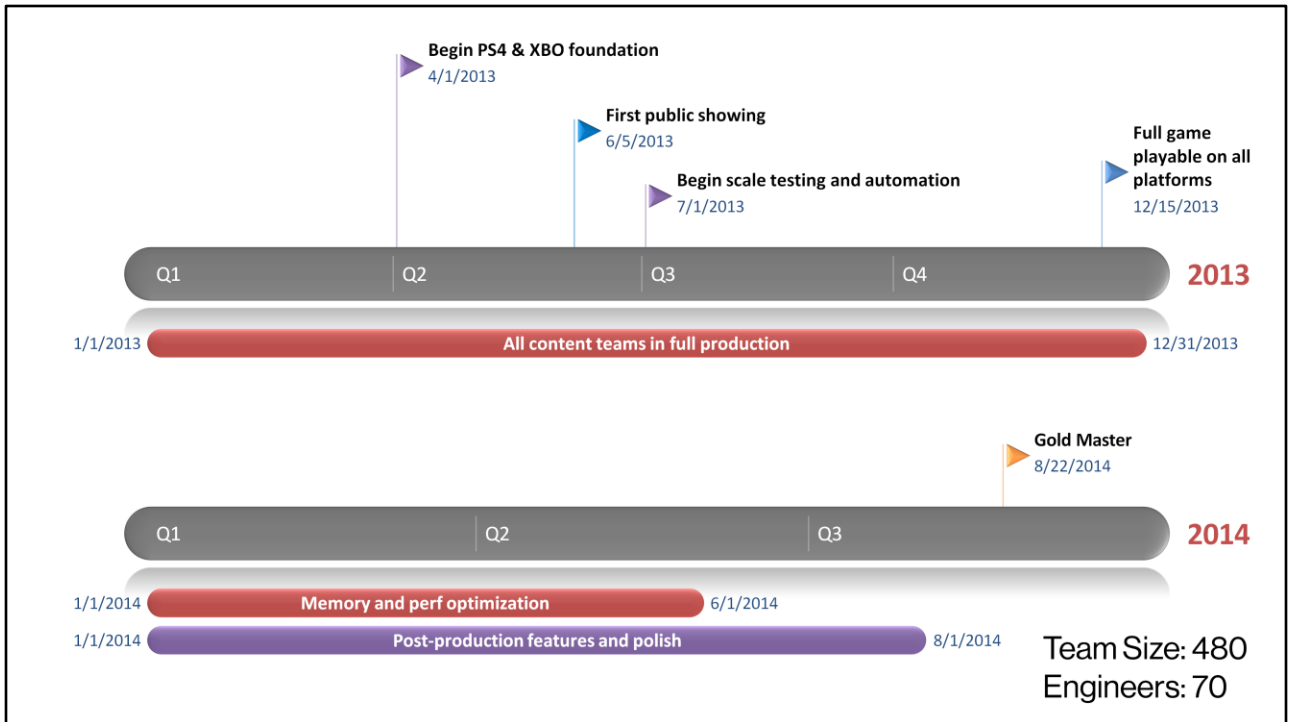 Begin PS4 & XBO foundation
4/1/2013
First public showing
6/5/2013
Begin scale testing and automation
7/1/2013
Full game
playable on all
platforms
12/15/2013
Q1 Q2 Q3 Q4 2013
1/1/2013 All content teams in full production 12/31/2013
Gold Master
8/22/2014
Q1 Q2 Q3 2014
1/1/2014 Memory and perf optimization 6/1/2014
1/1/2014 Post-production features and polish 8/1/2014
Team Size: 480
Engineers: 70